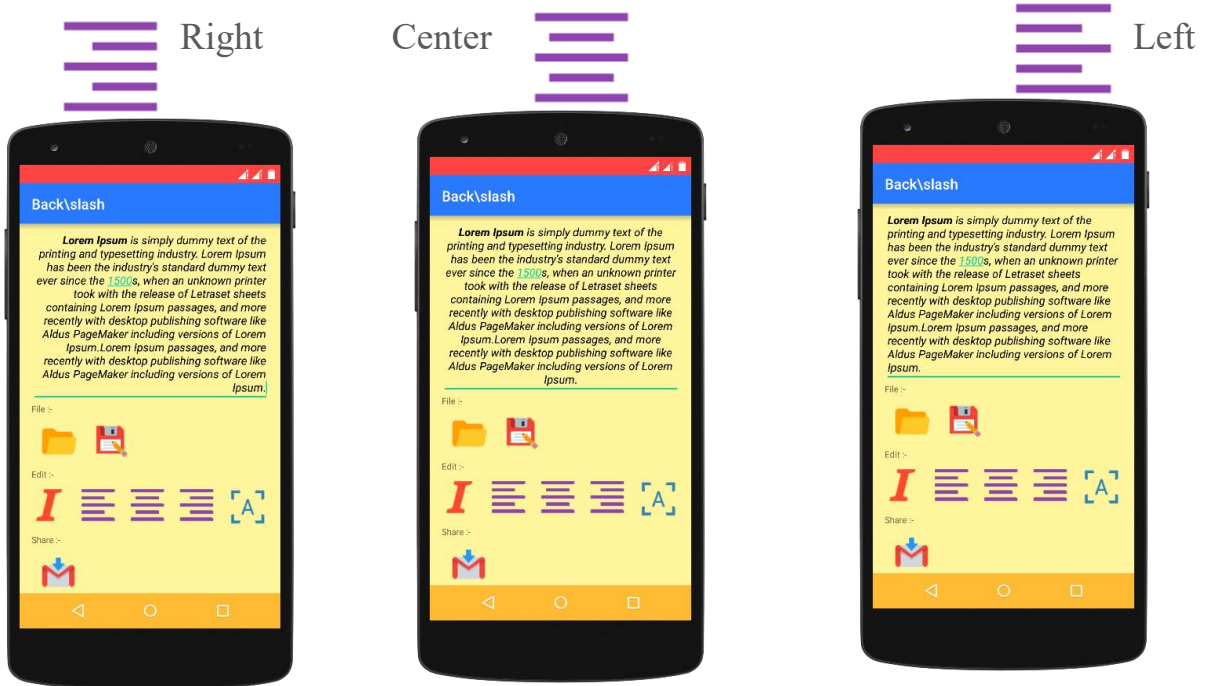 Right
Center
Left
Back\slash
Lorem Ipsum is simply dummy text of the
printing and typesetting industry. Lorem Ipsum
has been the industry's standard dummy text
ever since the 1500s, when an unknown printer
took with the release of Letraset sheets
containing Lorem Ipsum passages, and more
recently with desktop publishing software like
Aldus PageMaker including versions of Lorem
Ipsum.Lorem Ipsum passages, and more
recently with desktop publishing software like
Aldus PageMaker including versions of Lorem
Ipsum.
File :-
Edit :-
I
A
Share :-
Back\slash
Lorem Ipsum is simply dummy text of the
printing and typesetting industry. Lorem Ipsum
has been the industry's standard dummy text
ever since the 1500s, when an unknown printer
took with the release of Letraset sheets
containing Lorem Ipsum passages, and more
recently with desktop publishing software like
Aldus PageMaker including versions of Lorem
Ipsum.Lorem Ipsum passages, and more
recently with desktop publishing software like
Aldus PageMaker including versions of Lorem
Ipsum.
File :-
Edit :-
I
A
Share :-
Back\slash
Lorem Ipsum is simply dummy text of the
printing and typesetting industry. Lorem Ipsum
has been the industry's standard dummy text
ever since the 1500s, when an unknown printer
took with the release of Letraset sheets
containing Lorem Ipsum passages, and more
recently with desktop publishing software like
Aldus PageMaker including versions of Lorem
Ipsum.Lorem Ipsum passages, and more
recently with desktop publishing software like
Aldus PageMaker including versions of Lorem
Ipsum.
File :-
Edit :-
I
A
Share :-